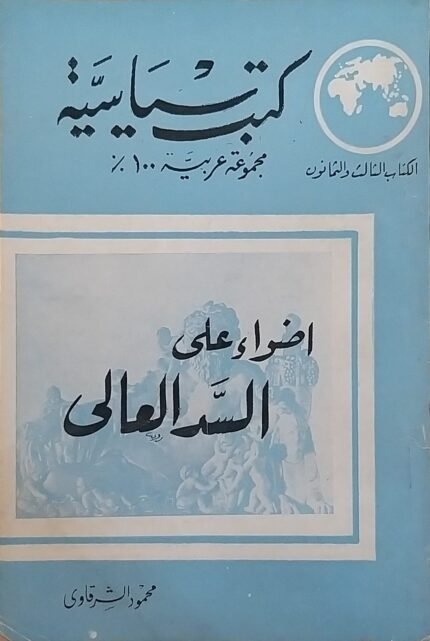 كتب سياسية
مجموعة عربية ١٠٠ ٪
الكتاب الثالث والثمانون
اضواء على
السد العالى
محمود الشرقاوى